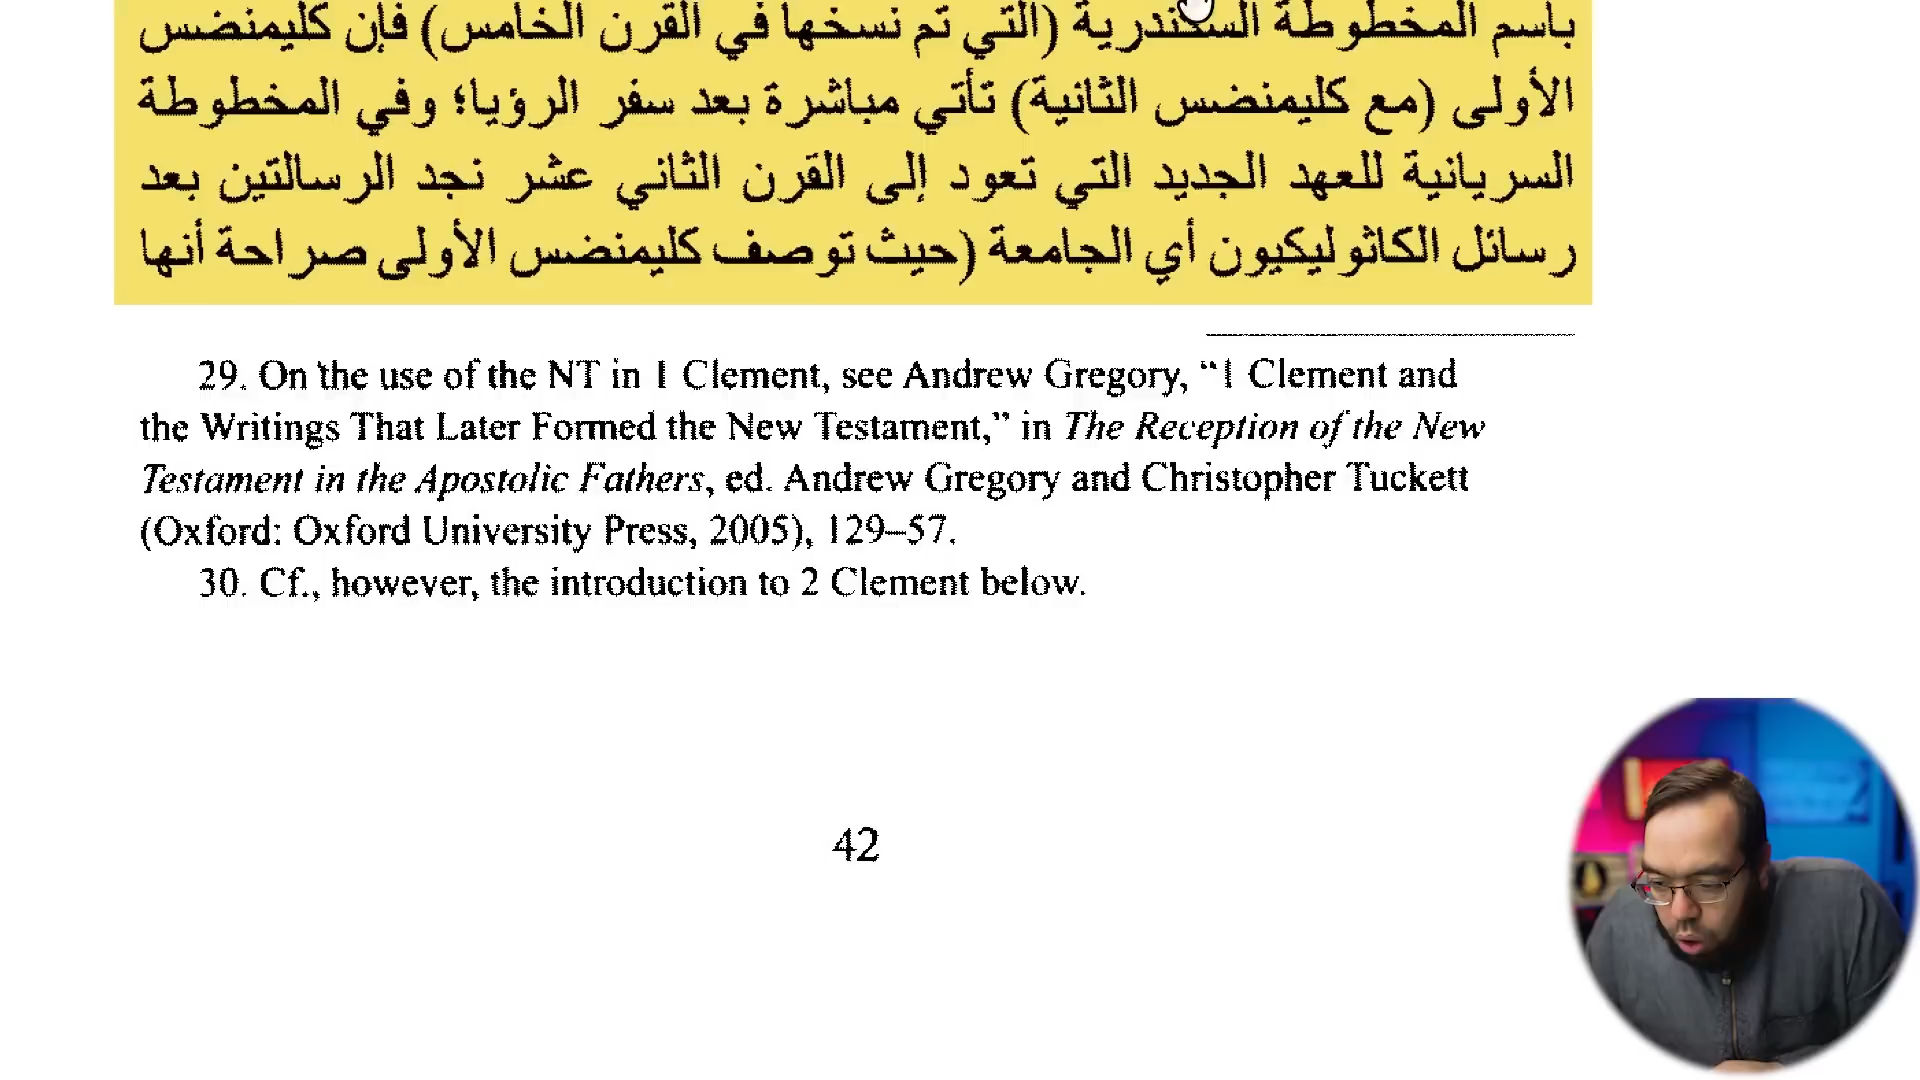 باسم المخطوطة السكندرية (التي تم نسخها في القرن الخامس) فإن كليمنضس
الأولى (مع كليمنضس الثانية) تأتي مباشرة بعد سفر الرؤيا؛ وفي المخطوطة
السريانية للعهد الجديد التي تعود إلى القرن الثاني عشر نجد الرسالتين بعد
رسائل الكاثوليكيون أي الجامعة (حيث توصف كليمنضس الأولى صراحة أنها
29. On the use of the NT in 1 Clement, see Andrew Gregory, “1 Clement and
the Writings That Later Formed the New Testament,” in The Reception of the New
Testament in the Apostolic Fathers, ed. Andrew Gregory and Christopher Tuckett
(Oxford: Oxford University Press, 2005), 129–57.
30. Cf., however, the introduction to 2 Clement below.
42